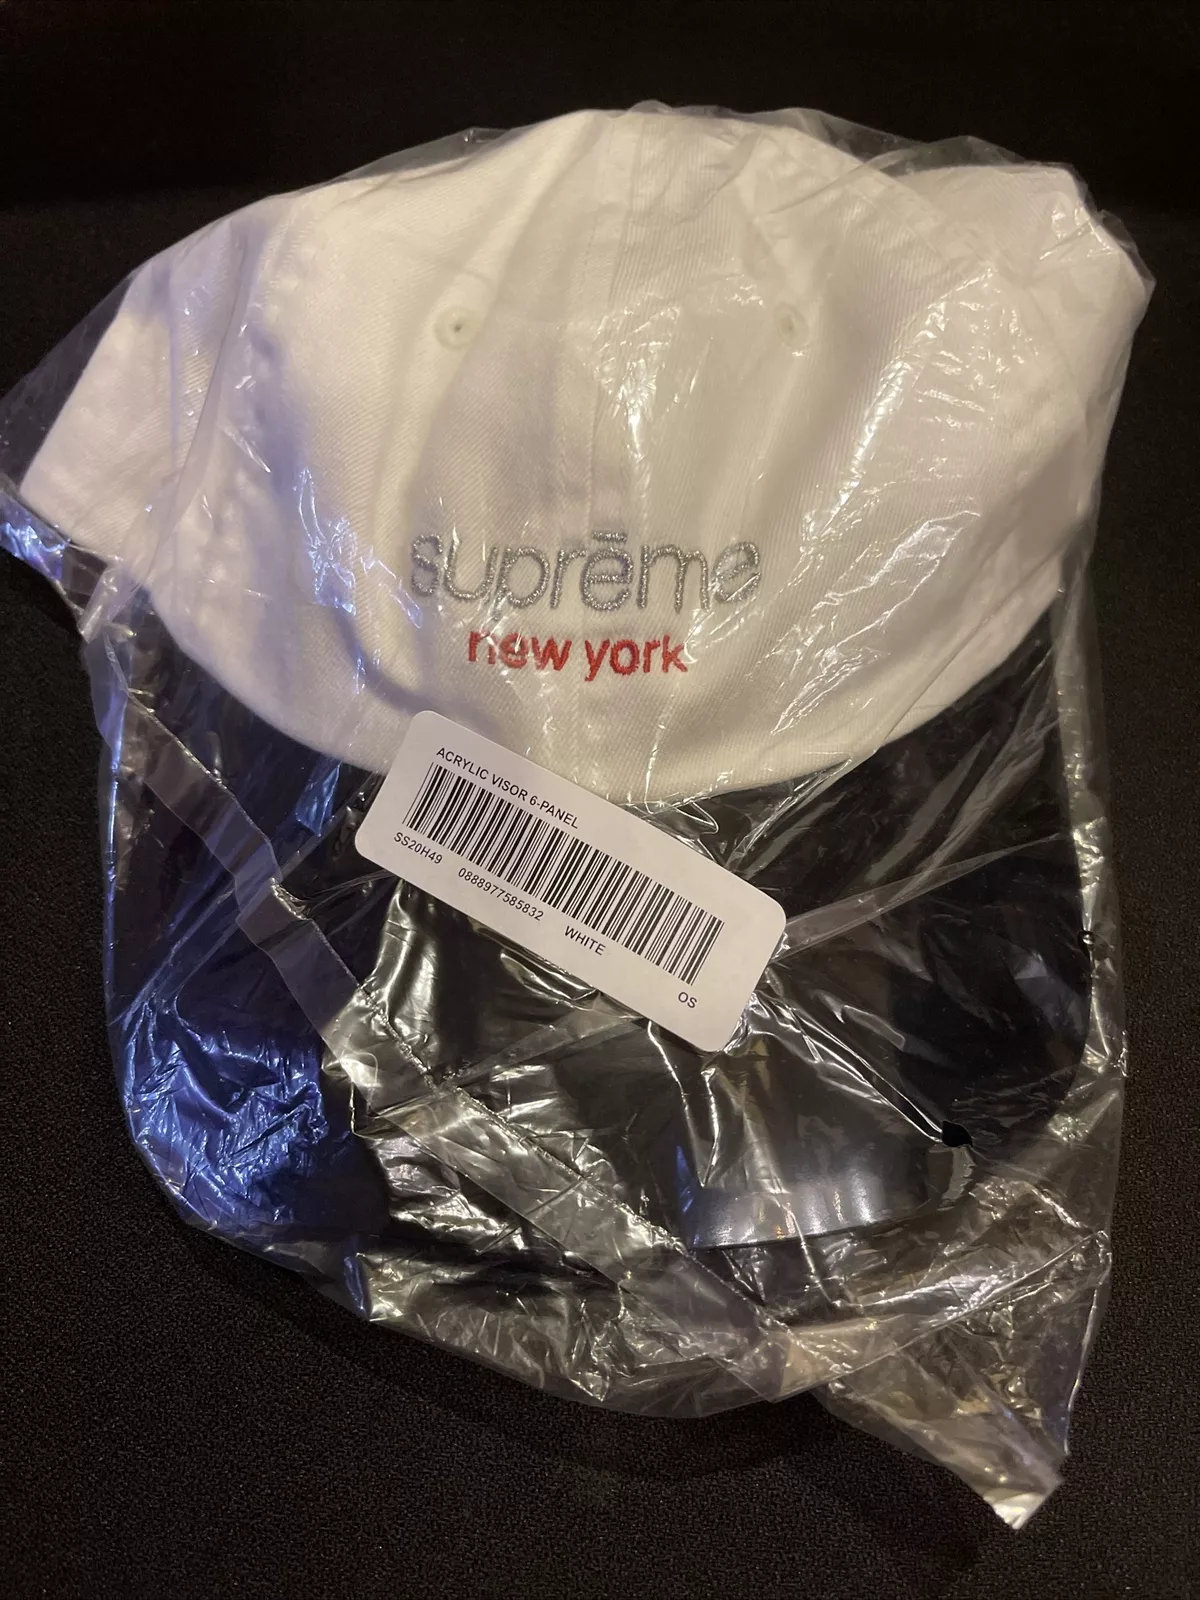 suprēme
new york
ACRYLIC VISOR 6-PANEL
SS20H49 0888977585832 WHITE OS